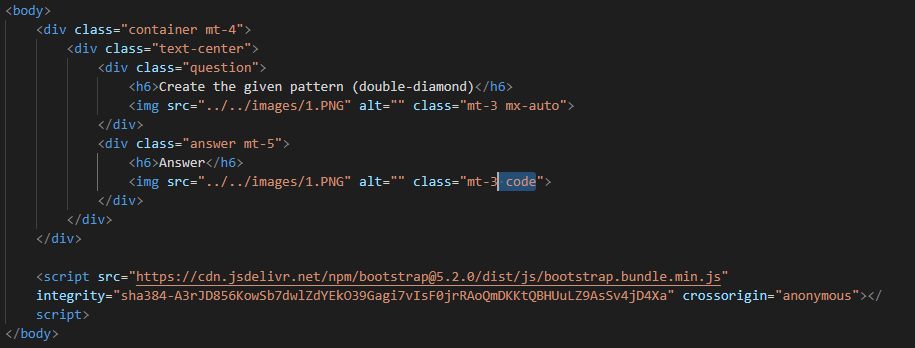 <body>
<div class="container mt-4">
<div class="text-center">
<div class="question">
<h6>Create the given pattern (double-diamond)</h6>
<img src="../../images/1.PNG" alt="" class="mt-3 mx-auto">
</div>
<div class="answer mt-5">
<h6>Answer</h6>
<img src="../../images/1.PNG" alt="" class="mt-3 code">
</div>
</div>
</div>
<script src="https://cdn.jsdelivr.net/npm/bootstrap@5.2.0/dist/js/bootstrap.bundle.min.js"
integrity="sha384-A3rJD856KowSb7dwlZdYEkO39Gagi7vIsF0jrRAoQmDKKtQBHUuLZ9AsSv4jD4Xa" crossorigin="anonymous"></
script>
</body>